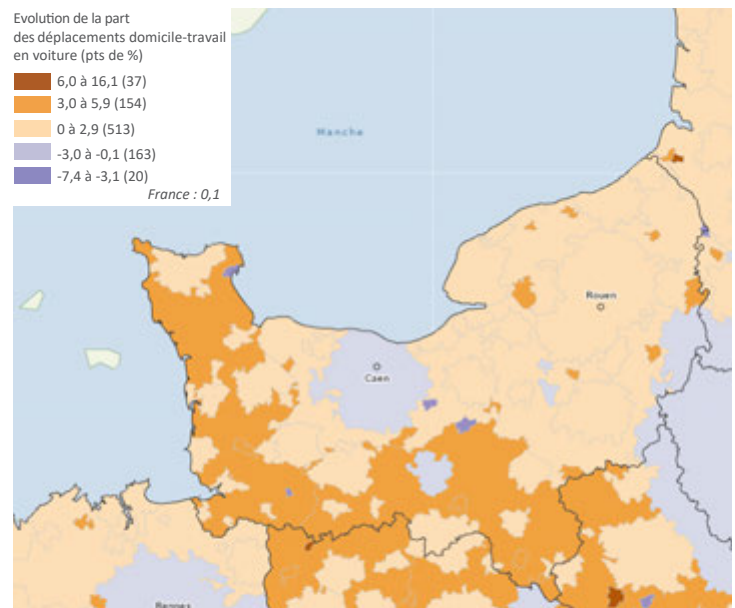 Evolution de la part
des déplacements domicile-travail
en voiture (pts de %)
6,0 à 16,1 (37)
3,0 à 5,9 (154)
0 à 2,9 (513)
-3,0 à -0,1 (163)
-7,4 à -3,1 (20)
France : 0,1
Manche
Rouen
Caen
Rennes